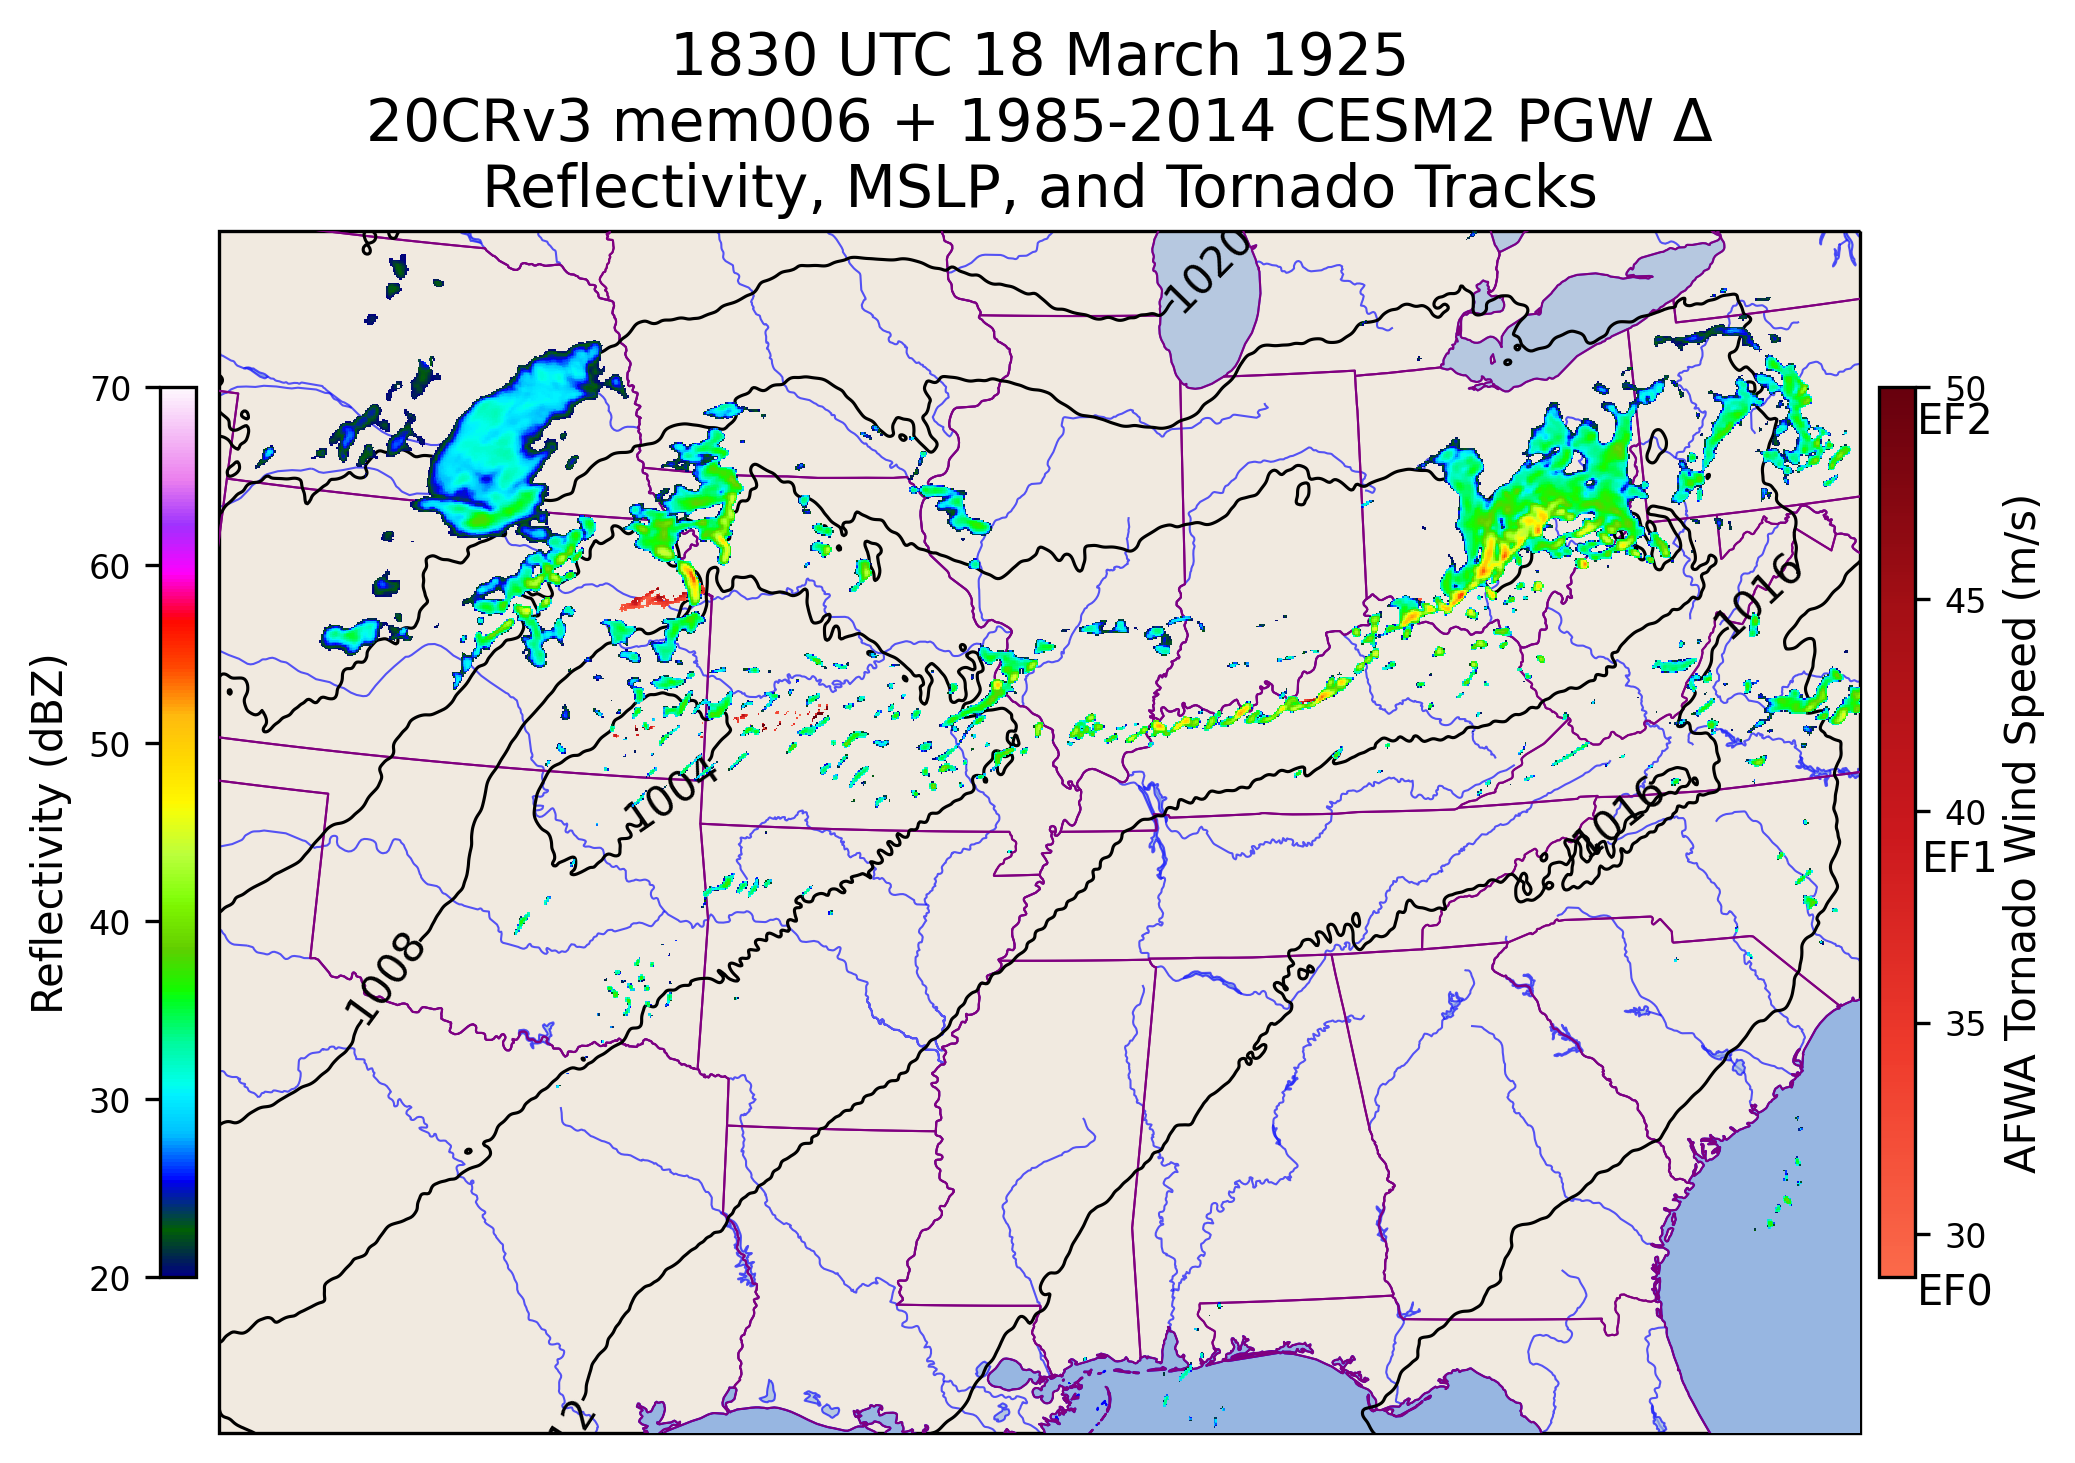 1830 UTC 18 March 1925
20CRv3 mem006 + 1985-2014 CESM2 PGW Δ
Reflectivity, MSLP, and Tornado Tracks
Reflectivity (dBZ)
70
60
50
40
30
20
1020
1016
1016
1004
1008
12
50
EF2
45
40
EF1
35
30
EF0
AFWA Tornado Wind Speed (m/s)